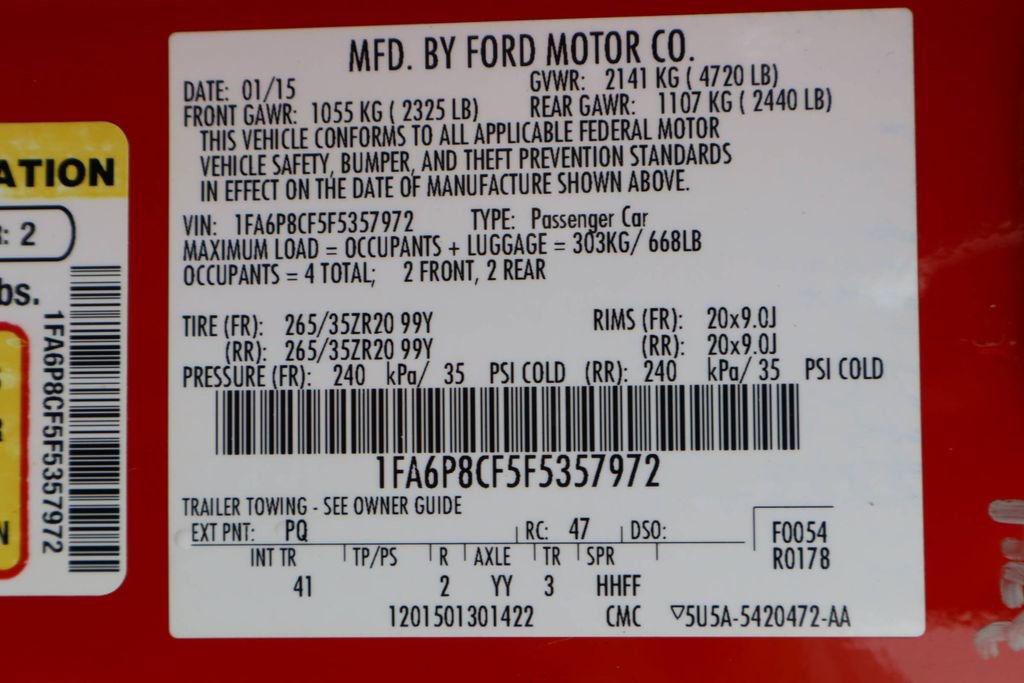 MFD. BY FORD MOTOR CO.
DATE: 01/15 GVWR: 2141 KG ( 4720 LB)
FRONT GAWR: 1055 KG ( 2325 LB) REAR GAWR: 1107 KG ( 2440 LB)
THIS VEHICLE CONFORMS TO ALL APPLICABLE FEDERAL MOTOR
VEHICLE SAFETY, BUMPER, AND THEFT PREVENTION STANDARDS
IN EFFECT ON THE DATE OF MANUFACTURE SHOWN ABOVE.
VIN: 1FA6P8CF5F5357972 TYPE: Passenger Car
MAXIMUM LOAD = OCCUPANTS + LUGGAGE = 303KG/ 668LB
OCCUPANTS = 4 TOTAL; 2 FRONT, 2 REAR
TIRE (FR): 265/35ZR20 99Y RIMS (FR): 20x9.0J
(RR): 265/35ZR20 99Y (RR): 20x9.0J
PRESSURE (FR): 240 kPa/ 35 PSI COLD (RR): 240 kPa/ 35 PSI COLD
1FA6P8CF5F5357972
TRAILER TOWING - SEE OWNER GUIDE
EXT PNT: PQ RC: 47 DSO: F0054
INT TR TP/PS R AXLE TR SPR R0178
41 2 YY 3 HHFF
1201501301422 CMC ▽5U5A-5420472-AA
ATION
: 2
bs.
1FA6P8CF5F5357972
N